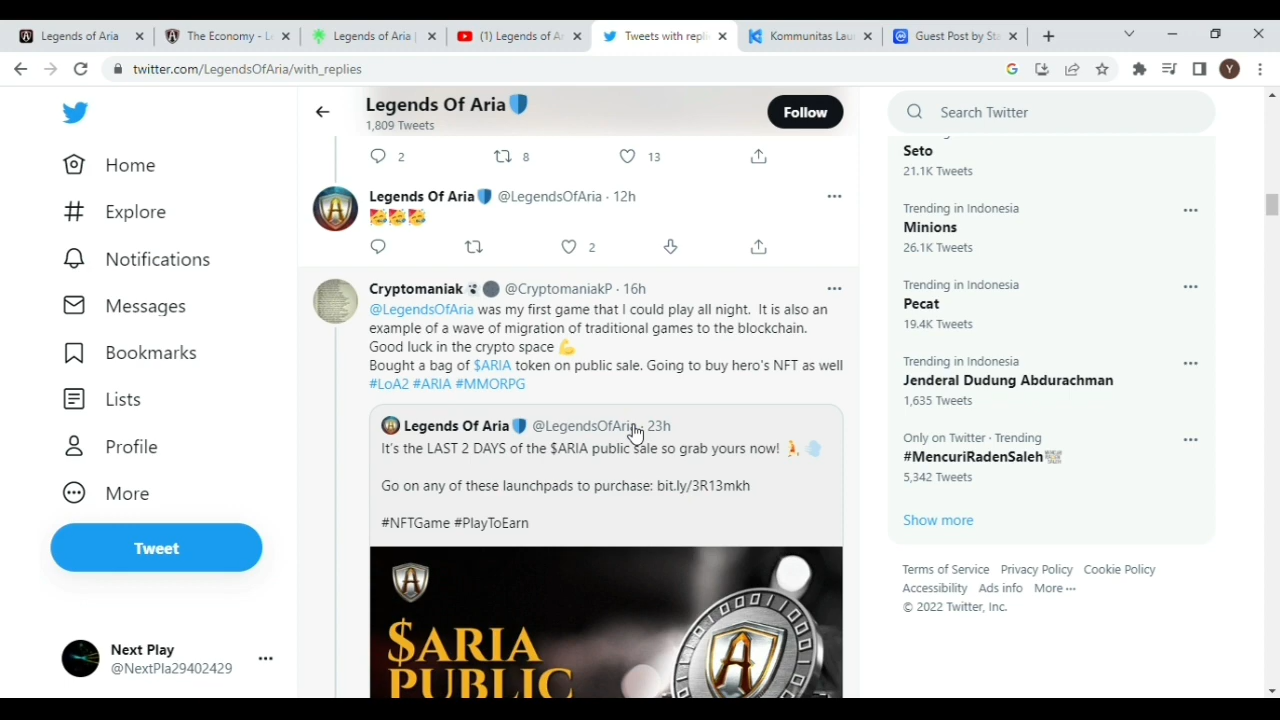 Legends of Aria
The Economy - L
Legends of Aria |
(1) Legends of A
Tweets with repl
Kommunitas Lau
Guest Post by St
twitter.com/LegendsOfAria/with_replies
Y
Legends Of Aria
1,809 Tweets
Follow
Search Twitter
Home
Explore
Notifications
Messages
Bookmarks
Lists
Profile
More
Tweet
Next Play
@NextPla29402429
2
8
13
Legends Of Aria @LegendsOfAria · 12h
2
Cryptomaniak @CryptomaniakP · 16h
@LegendsOfAria was my first game that I could play all night. It is also an
example of a wave of migration of traditional games to the blockchain.
Good luck in the crypto space
Bought a bag of $ARIA token on public sale. Going to buy hero's NFT as well
#LoA2 #ARIA #MMORPG
Legends Of Aria @LegendsOfAria · 23h
It's the LAST 2 DAYS of the $ARIA public sale so grab yours now!
Go on any of these launchpads to purchase: bit.ly/3R13mkh
#NFTGame #PlayToEarn
$ARIA
PUBLIC
Seto
21.1K Tweets
Trending in Indonesia
Minions
26.1K Tweets
Trending in Indonesia
Pecat
19.4K Tweets
Trending in Indonesia
Jenderal Dudung Abdurachman
1,635 Tweets
Only on Twitter · Trending
#MencuriRadenSaleh
5,342 Tweets
Show more
Terms of Service Privacy Policy Cookie Policy
Accessibility Ads info More ···
© 2022 Twitter, Inc.